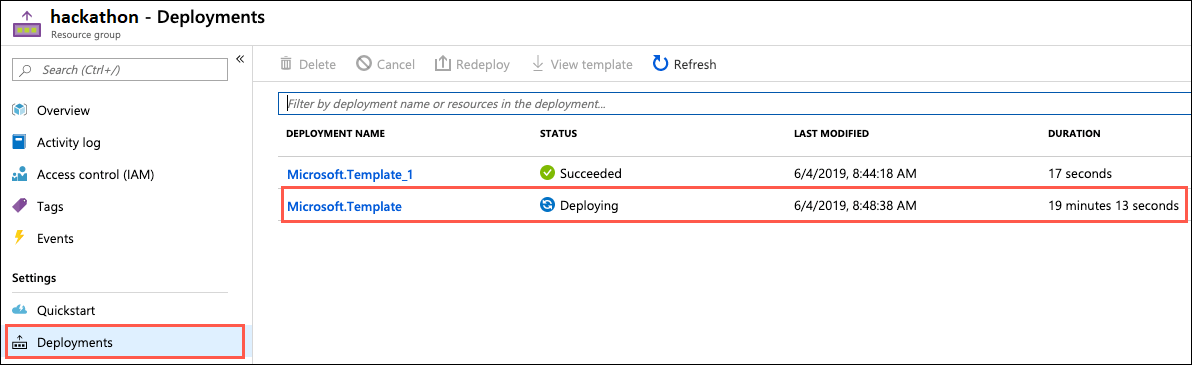 hackathon - Deployments
Resource group
Search (Ctrl+/)
«
Overview
Activity log
Access control (IAM)
Tags
Events
Settings
Quickstart
Deployments
Delete Cancel Redeploy View template Refresh
Filter by deployment name or resources in the deployment...
DEPLOYMENT NAME STATUS LAST MODIFIED DURATION
Microsoft.Template_1 Succeeded 6/4/2019, 8:44:18 AM 17 seconds
Microsoft.Template Deploying 6/4/2019, 8:48:38 AM 19 minutes 13 seconds